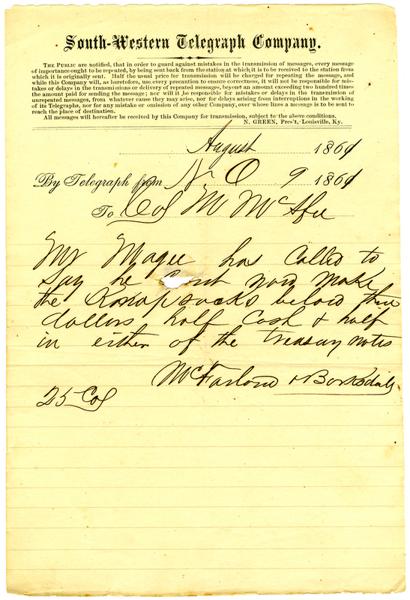 South-Western Telegraph Company.
THE PUBLIC are notified, that in order to guard against mistakes in the transmission of messages, every message
of importance ought to be repeated, by being sent back from the station at which it is to be received to the station from
which it is originally sent. Half the usual price for transmission will be charged for repeating the message, and
while this Company will, as heretofore, use every precaution to ensure correctness, it will not be responsible for mis-
takes or delays in the transmissions or delivery of repeated messages, beyond an amount exceeding two hundred times
the amount paid for sending the message; nor will it be responsible for mistakes or delays in the transmission of
unrepeated messages, from whatever cause they may arise, nor for delays arising from interruptions in the working
of its Telegraphs, nor for any mistake or omission of any other Company, over whose lines a message is to be sent to
reach the place of destination.
All messages will hereafter be received by this Company for transmission, subject to the above conditions.
N. GREEN, Pres't, Louisville, Ky.
August 1861
By Telegraph from N. O 9 1861
To Col M McAfee
Mr Magee has called to
say he cant now make
the Knapsacks below three
dollars half cash & half
in either of the treasury notes
McFarland & Barksdale
25 Col